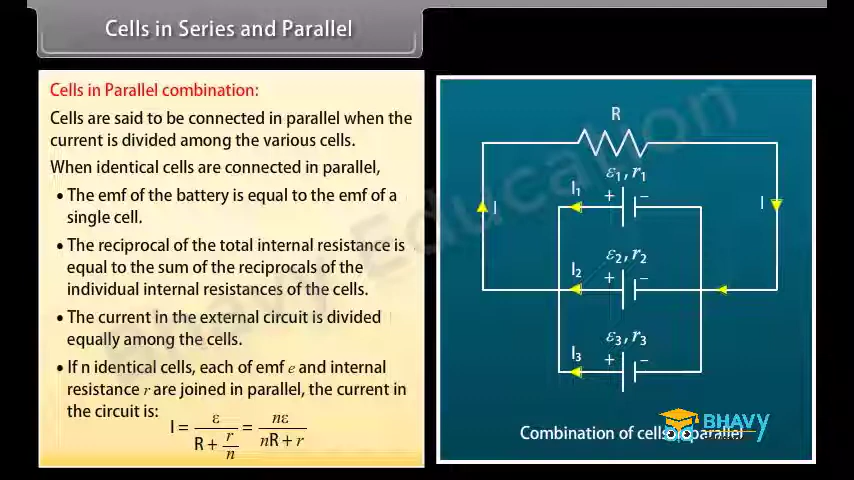 Cells in Series and Parallel
Cells in Parallel combination:
Cells are said to be connected in parallel when the
current is divided among the various cells.
When identical cells are connected in parallel,
• The emf of the battery is equal to the emf of a
single cell.
• The reciprocal of the total internal resistance is
equal to the sum of the reciprocals of the
individual internal resistances of the cells.
• The current in the external circuit is divided
equally among the cells.
• If n identical cells, each of emf e and internal
resistance r are joined in parallel, the current in
the circuit is:
I = ε / (R + r/n) = nε / (nR + r)
R
ε₁, r₁
I₁ + −
I I
ε₂, r₂
I₂ + −
ε₃, r₃
I₃ + −
Combination of cells parallel
BHAVY
Bhavy Education